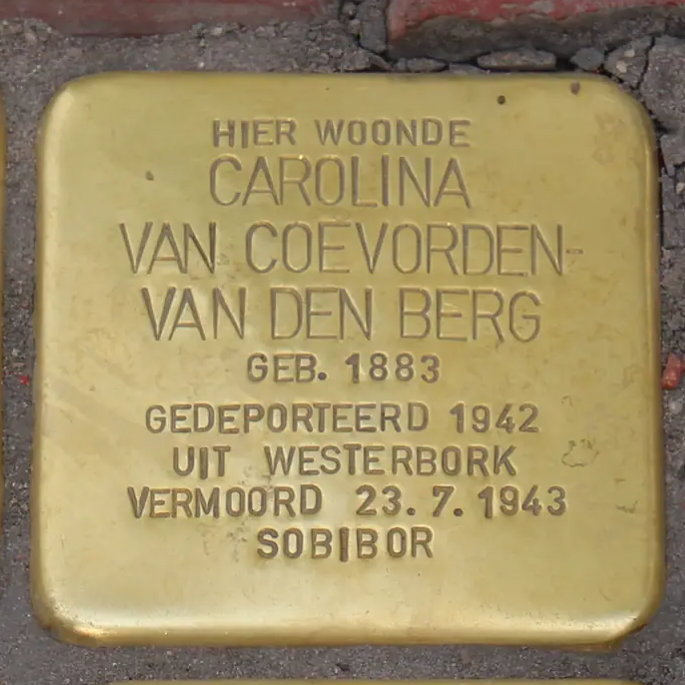 HIER WOONDE
CAROLINA
VAN COEVORDEN-
VAN DEN BERG
GEB. 1883
GEDEPORTEERD 1942
UIT WESTERBORK
VERMOORD 23.7.1943
SOBIBOR